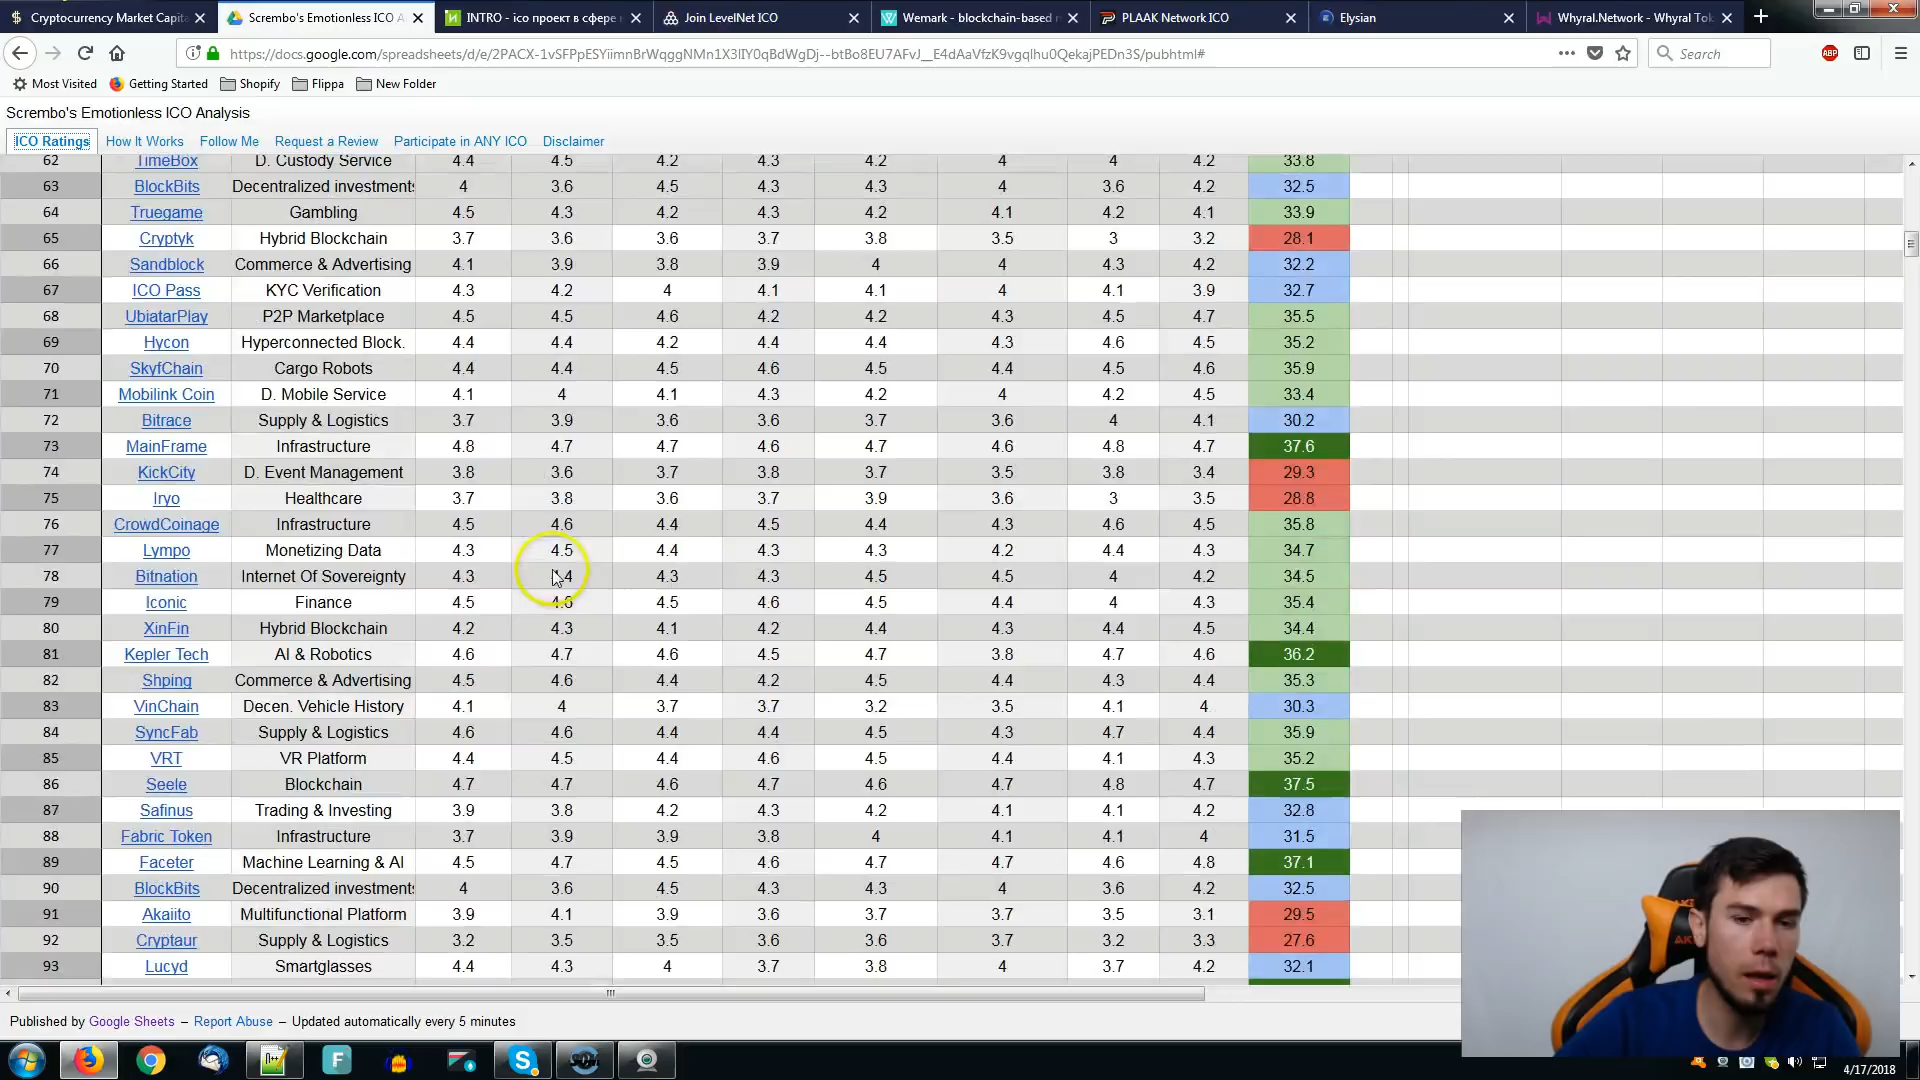 Cryptocurrency Market Capit
Scrembo's Emotionless ICO A
INTRO - ico проект в сфере
Join LevelNet ICO
Wemark - blockchain-based
PLAAK Network ICO
Elysian
Whyral.Network - Whyral Tok
https://docs.google.com/spreadsheets/d/e/2PACX-1vSFPpESYiimnBrWqggNMn1X3lIY0qBdWgDj--btBo8EU7AFvJ__E4dAaVfzK9vgqlhu0QekajPEDn3S/pubhtml#
Search
ABP
Most Visited Getting Started Shopify Flippa New Folder
Scrembo's Emotionless ICO Analysis
ICO Ratings How It Works Follow Me Request a Review Participate in ANY ICO Disclaimer
62 TimeBox D. Custody Service 4.4 4.5 4.2 4.3 4.2 4 4 4.2 33.8
63 BlockBits Decentralized investments 4 3.6 4.5 4.3 4.3 4 3.6 4.2 32.5
64 Truegame Gambling 4.5 4.3 4.2 4.3 4.2 4.1 4.2 4.1 33.9
65 Cryptyk Hybrid Blockchain 3.7 3.6 3.6 3.7 3.8 3.5 3 3.2 28.1
66 Sandblock Commerce & Advertising 4.1 3.9 3.8 3.9 4 4 4.3 4.2 32.2
67 ICO Pass KYC Verification 4.3 4.2 4 4.1 4.1 4 4.1 3.9 32.7
68 UbiatarPlay P2P Marketplace 4.5 4.5 4.6 4.2 4.2 4.3 4.5 4.7 35.5
69 Hycon Hyperconnected Block. 4.4 4.4 4.2 4.4 4.4 4.3 4.6 4.5 35.2
70 SkyfChain Cargo Robots 4.4 4.4 4.5 4.6 4.5 4.4 4.5 4.6 35.9
71 Mobilink Coin D. Mobile Service 4.1 4 4.1 4.3 4.2 4 4.2 4.5 33.4
72 Bitrace Supply & Logistics 3.7 3.9 3.6 3.6 3.7 3.6 4 4.1 30.2
73 MainFrame Infrastructure 4.8 4.7 4.7 4.6 4.7 4.6 4.8 4.7 37.6
74 KickCity D. Event Management 3.8 3.6 3.7 3.8 3.7 3.5 3.8 3.4 29.3
75 Iryo Healthcare 3.7 3.8 3.6 3.7 3.9 3.6 3 3.5 28.8
76 CrowdCoinage Infrastructure 4.5 4.6 4.4 4.5 4.4 4.3 4.6 4.5 35.8
77 Lympo Monetizing Data 4.3 4.5 4.4 4.3 4.3 4.2 4.4 4.3 34.7
78 Bitnation Internet Of Sovereignty 4.3 4.3 4.3 4.5 4.5 4 4.2 34.5
79 Iconic Finance 4.5 4.6 4.5 4.6 4.5 4.4 4 4.3 35.4
80 XinFin Hybrid Blockchain 4.2 4.3 4.1 4.2 4.4 4.3 4.4 4.5 34.4
81 Kepler Tech AI & Robotics 4.6 4.7 4.6 4.5 4.7 3.8 4.7 4.6 36.2
82 Shping Commerce & Advertising 4.5 4.6 4.4 4.2 4.5 4.4 4.3 4.4 35.3
83 VinChain Decen. Vehicle History 4.1 4 3.7 3.7 3.2 3.5 4.1 4 30.3
84 SyncFab Supply & Logistics 4.6 4.6 4.4 4.4 4.5 4.3 4.7 4.4 35.9
85 VRT VR Platform 4.4 4.5 4.4 4.6 4.5 4.4 4.1 4.3 35.2
86 Seele Blockchain 4.7 4.7 4.6 4.6 4.7 4.7 4.8 4.7 37.5
87 Safinus Trading & Investing 3.9 3.8 4.2 4.3 4.2 4.1 4.1 4.2 32.8
88 Fabric Token Infrastructure 3.7 3.9 3.9 3.8 4 4.1 4.1 4 31.5
89 Faceter Machine Learning & AI 4.5 4.7 4.5 4.6 4.7 4.7 4.6 4.8 37.1
90 BlockBits Decentralized investments 4 3.6 4.5 4.3 4.3 4 3.6 4.2 32.5
91 Akaiito Multifunctional Platform 3.9 4.1 3.9 3.6 3.7 3.7 3.5 3.1 29.5
92 Cryptaur Supply & Logistics 3.2 3.5 3.5 3.6 3.6 3.7 3.2 3.3 27.6
93 Lucyd Smartglasses 4.4 4.3 4 3.7 3.8 4 3.7 4.2 32.1
Published by Google Sheets – Report Abuse – Updated automatically every 5 minutes
4/17/2018